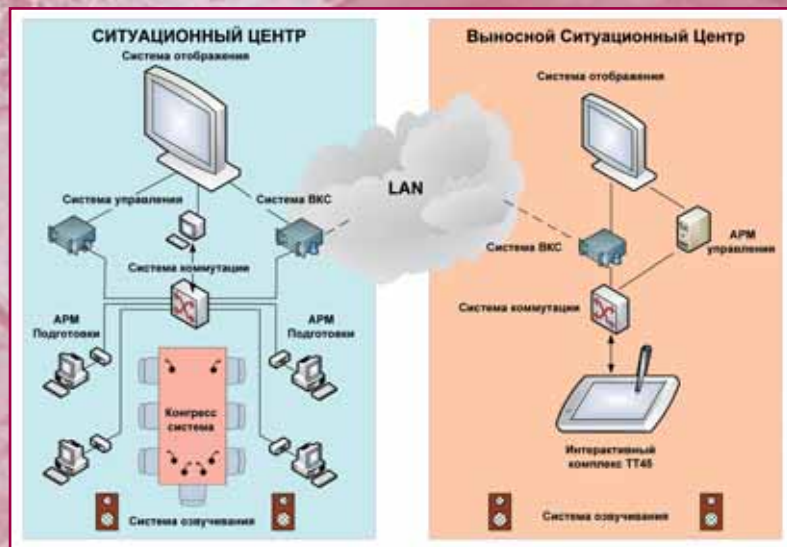 СИТУАЦИОННЫЙ ЦЕНТР
Система отображения
Система управления
Система ВКС
Система коммутации
АРМ
Подготовки
АРМ
Подготовки
Конгресс
система
Система озвучивания
LAN
Выносной Ситуационный Центр
Система отображения
Система ВКС
АРМ
управления
Система коммутации
Интерактивный
комплекс ТТ45
Система озвучивания